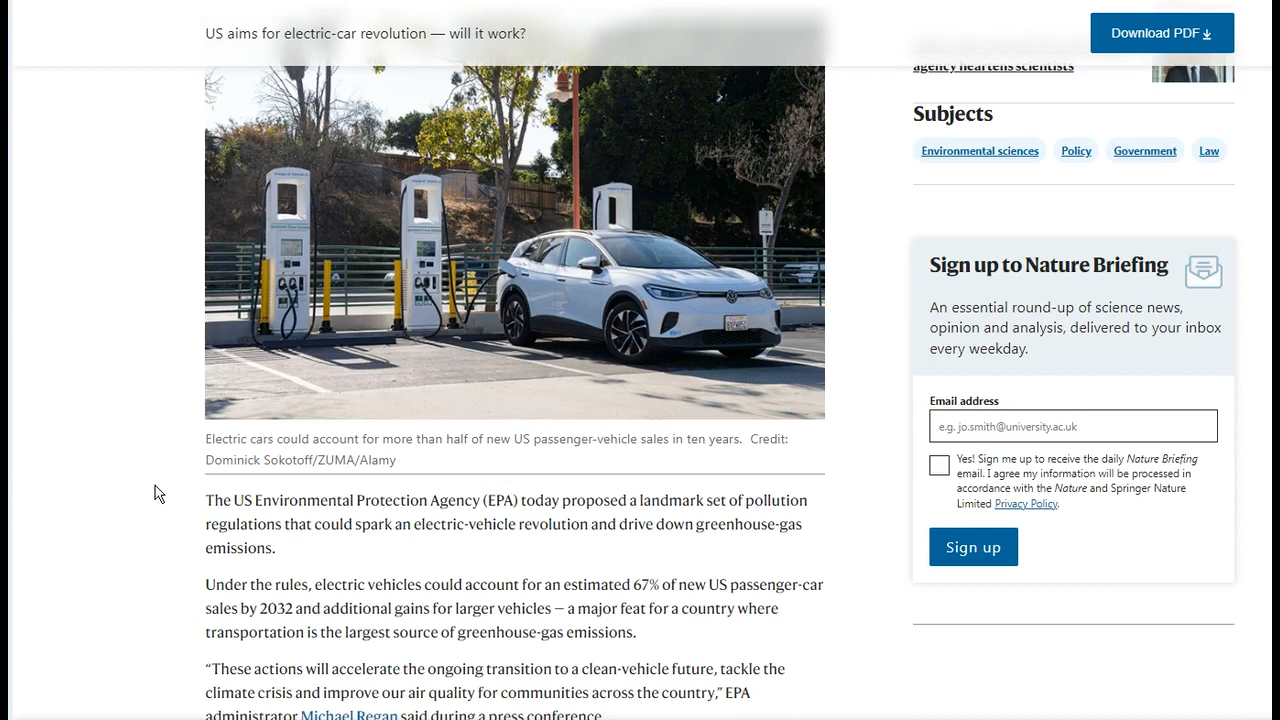 US aims for electric-car revolution — will it work?
Download PDF
agency heartens scientists
Subjects
Environmental sciences
Policy
Government
Law
Sign up to Nature Briefing
An essential round-up of science news,
opinion and analysis, delivered to your inbox
every weekday.
Email address
e.g. jo.smith@university.ac.uk
Yes! Sign me up to receive the daily Nature Briefing
email. I agree my information will be processed in
accordance with the Nature and Springer Nature
Limited Privacy Policy.
Sign up
Electric cars could account for more than half of new US passenger-vehicle sales in ten years. Credit:
Dominick Sokotoff/ZUMA/Alamy
The US Environmental Protection Agency (EPA) today proposed a landmark set of pollution
regulations that could spark an electric-vehicle revolution and drive down greenhouse-gas
emissions.
Under the rules, electric vehicles could account for an estimated 67% of new US passenger-car
sales by 2032 and additional gains for larger vehicles — a major feat for a country where
transportation is the largest source of greenhouse-gas emissions.
“These actions will accelerate the ongoing transition to a clean-vehicle future, tackle the
climate crisis and improve our air quality for communities across the country,” EPA
administrator Michael Regan said during a press conference.